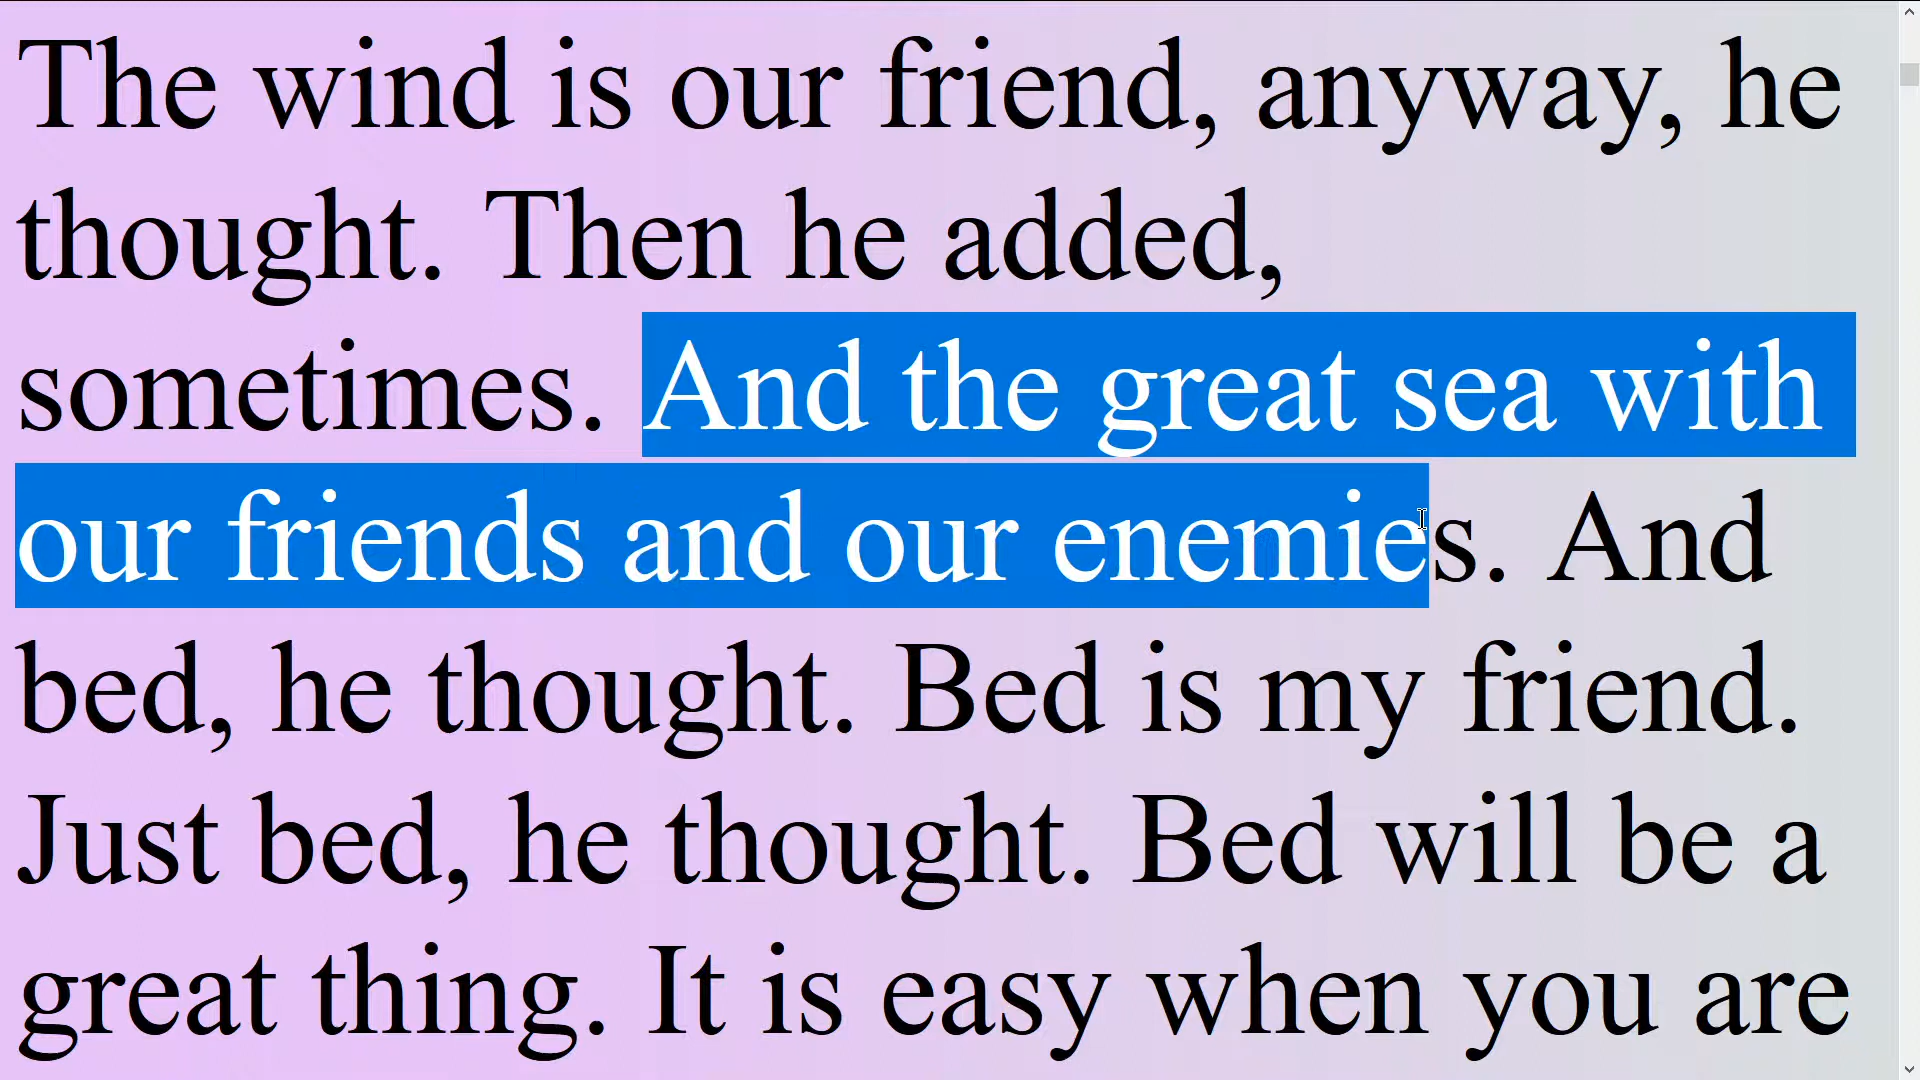 The wind is our friend, anyway, he
thought. Then he added,
sometimes. And the great sea with
our friends and our enemies. And
bed, he thought. Bed is my friend.
Just bed, he thought. Bed will be a
great thing. It is easy when you are